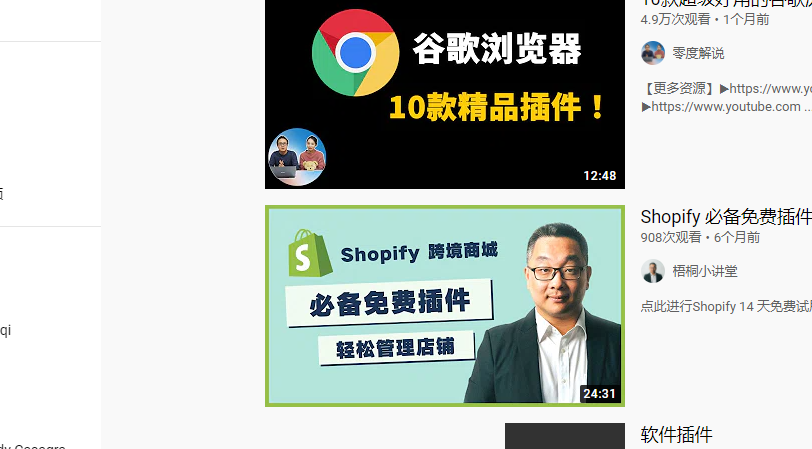 谷歌浏览器
10款精品插件！
12:48
4.9万次观看・1个月前
零度解说
【更多资源】▶https://www.yo
▶https://www.youtube.com ...
Shopify 跨境商城
必备免费插件
轻松管理店铺
24:31
Shopify 必备免费插件
908次观看・6个月前
梧桐小讲堂
点此进行Shopify 14 天免费试
qi
软件插件